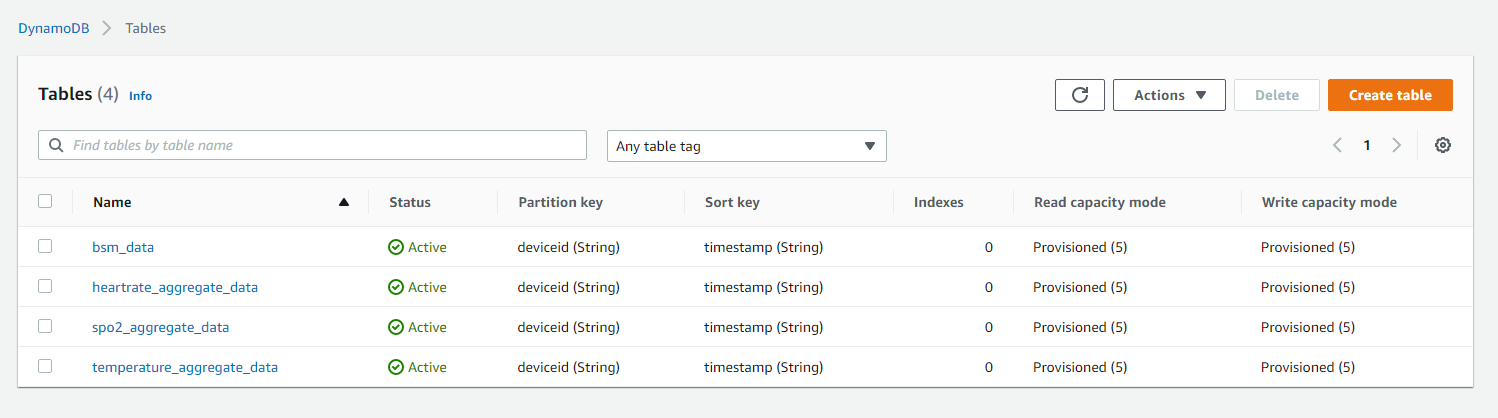 DynamoDB Tables
Tables (4) Info
Actions Delete Create table
Find tables by table name Any table tag 1
Name Status Partition key Sort key Indexes Read capacity mode Write capacity mode
bsm_data Active deviceid (String) timestamp (String) 0 Provisioned (5) Provisioned (5)
heartrate_aggregate_data Active deviceid (String) timestamp (String) 0 Provisioned (5) Provisioned (5)
spo2_aggregate_data Active deviceid (String) timestamp (String) 0 Provisioned (5) Provisioned (5)
temperature_aggregate_data Active deviceid (String) timestamp (String) 0 Provisioned (5) Provisioned (5)